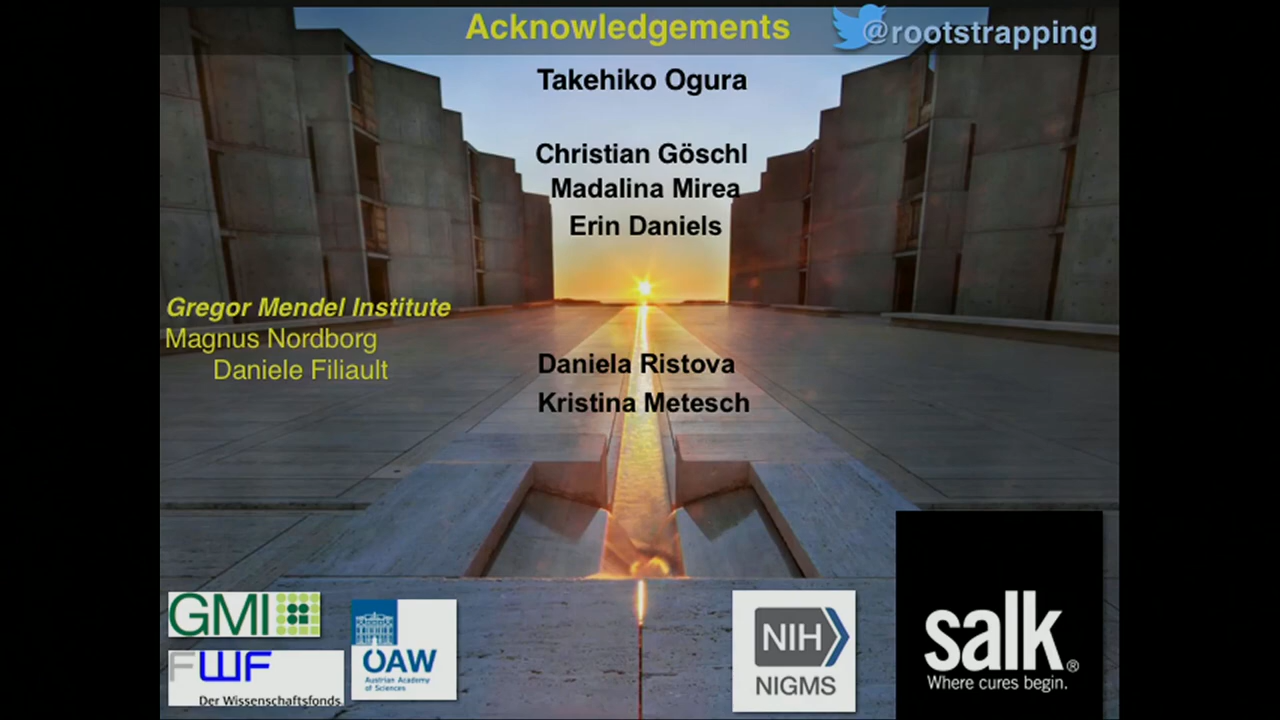 Acknowledgements
@rootstrapping
Takehiko Ogura
Christian Göschl
Madalina Mirea
Erin Daniels
Gregor Mendel Institute
Magnus Nordborg
Daniele Filiault
Daniela Ristova
Kristina Metesch
GMI
FWF
Der Wissenschaftsfonds.
ÖAW
Austrian Academy
of Sciences
NIH
NIGMS
salk®
Where cures begin.